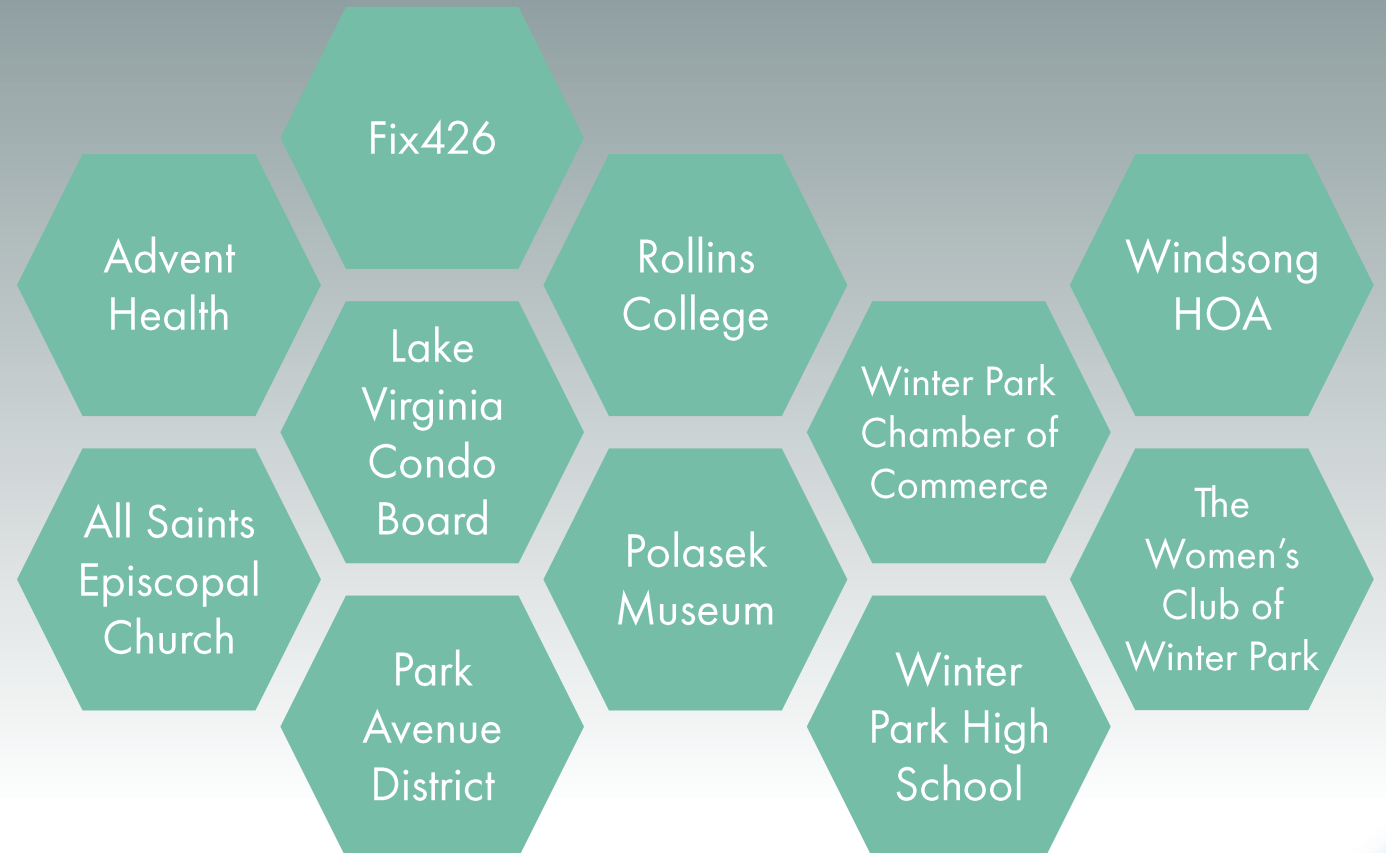 Fix426
Advent
Health
Rollins
College
Windsong
HOA
Lake
Virginia
Condo
Board
Winter Park
Chamber of
Commerce
All Saints
Episcopal
Church
Polasek
Museum
The
Women’s
Club of
Winter Park
Park
Avenue
District
Winter
Park High
School